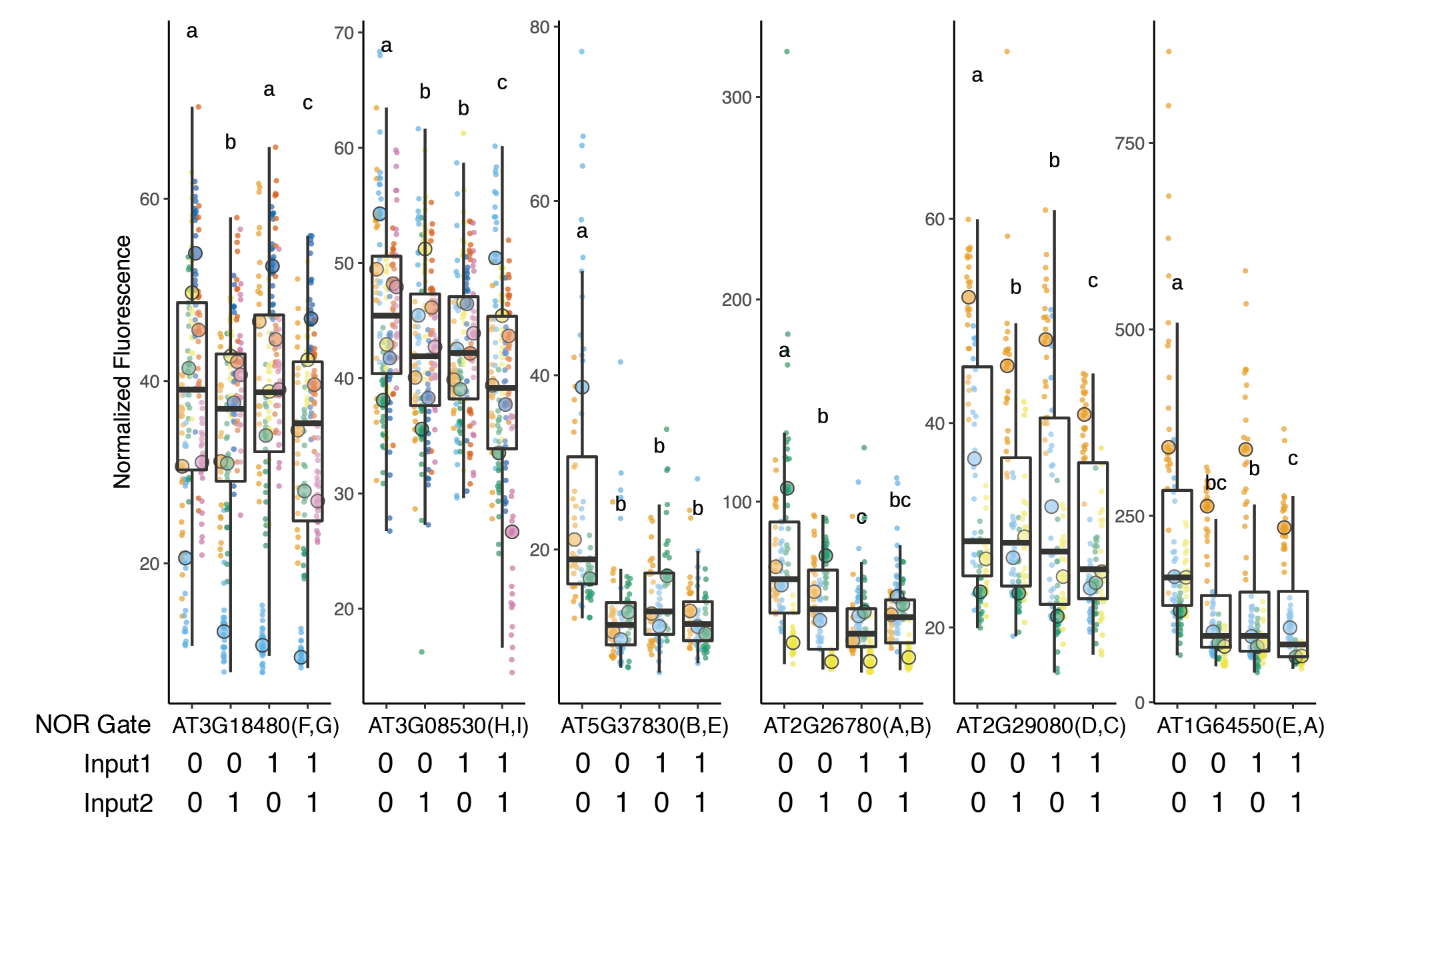 a a b c
70 a b b c
80 a b b b
300 a b c bc
a b b c
a bc b c
Normalized Fluorescence
60
40
20
70
60
50
40
30
20
80
60
40
20
300
200
100
60
40
20
750
500
250
0
NOR Gate AT3G18480(F,G) AT3G08530(H,I) AT5G37830(B,E) AT2G26780(A,B) AT2G29080(D,C) AT1G64550(E,A)
Input1 0 0 1 1 0 0 1 1 0 0 1 1 0 0 1 1 0 0 1 1 0 0 1 1
Input2 0 1 0 1 0 1 0 1 0 1 0 1 0 1 0 1 0 1 0 1 0 1 0 1